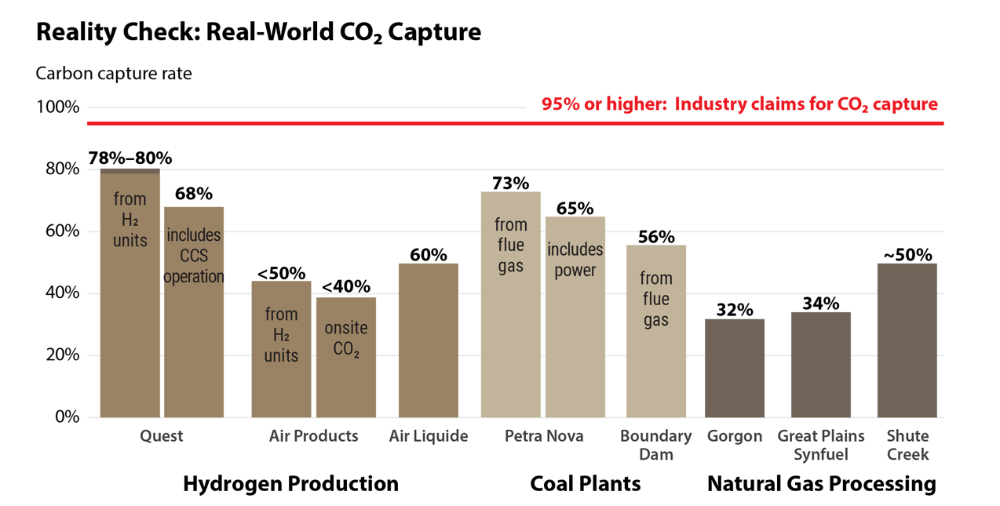 Reality Check: Real-World CO₂ Capture
Carbon capture rate
100%
95% or higher: Industry claims for CO₂ capture
78%–80%
80%
68%
73%
65%
from
H₂
units
includes
CCS
operation
60%
<50%
<40%
60%
from
flue
gas
includes
power
56%
from
flue
gas
~50%
40%
from
H₂
units
onsite
CO₂
32%
34%
20%
0%
Quest
Air Products
Air Liquide
Petra Nova
Boundary
Dam
Gorgon
Great Plains
Synfuel
Shute
Creek
Hydrogen Production
Coal Plants
Natural Gas Processing